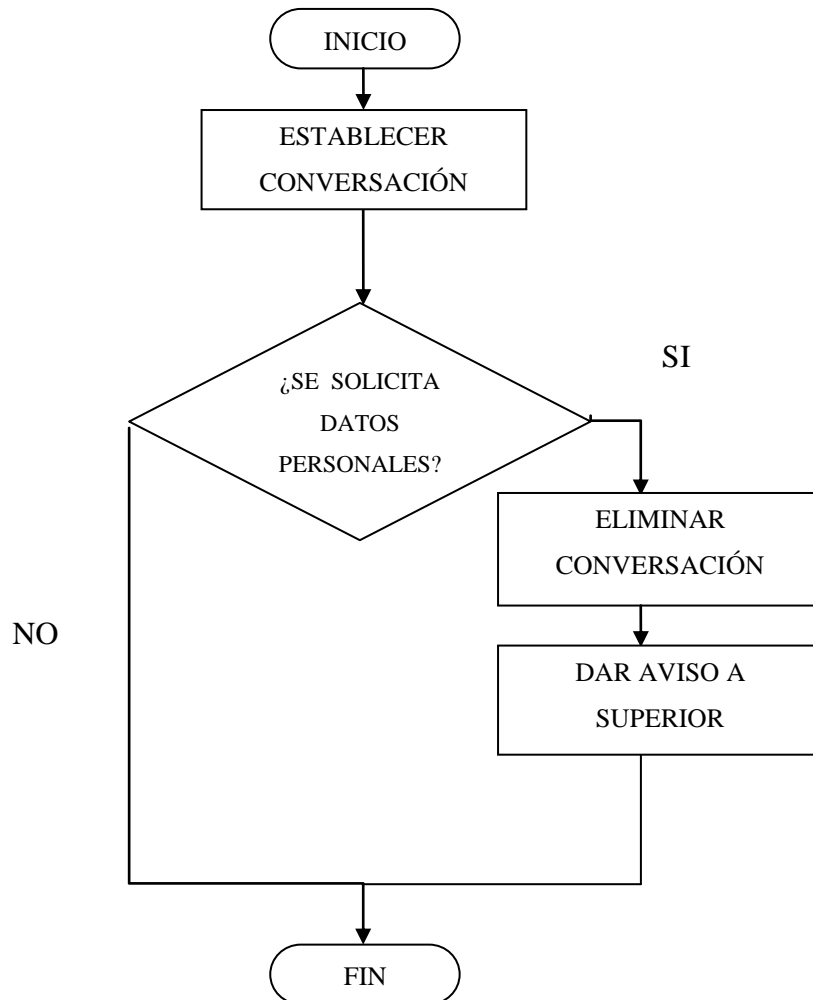 INICIO
ESTABLECER
CONVERSACIÓN
¿SE SOLICITA
DATOS
PERSONALES?
SI
ELIMINAR
CONVERSACIÓN
NO
DAR AVISO A
SUPERIOR
FIN